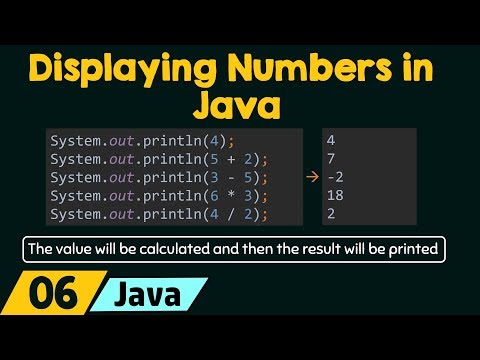 Displaying Numbers in
Java
System.out.println(4);
System.out.println(5 + 2);
System.out.println(3 - 5);
System.out.println(6 * 3);
System.out.println(4 / 2);
→
4
7
-2
18
2
The value will be calculated and then the result will be printed
06 Java